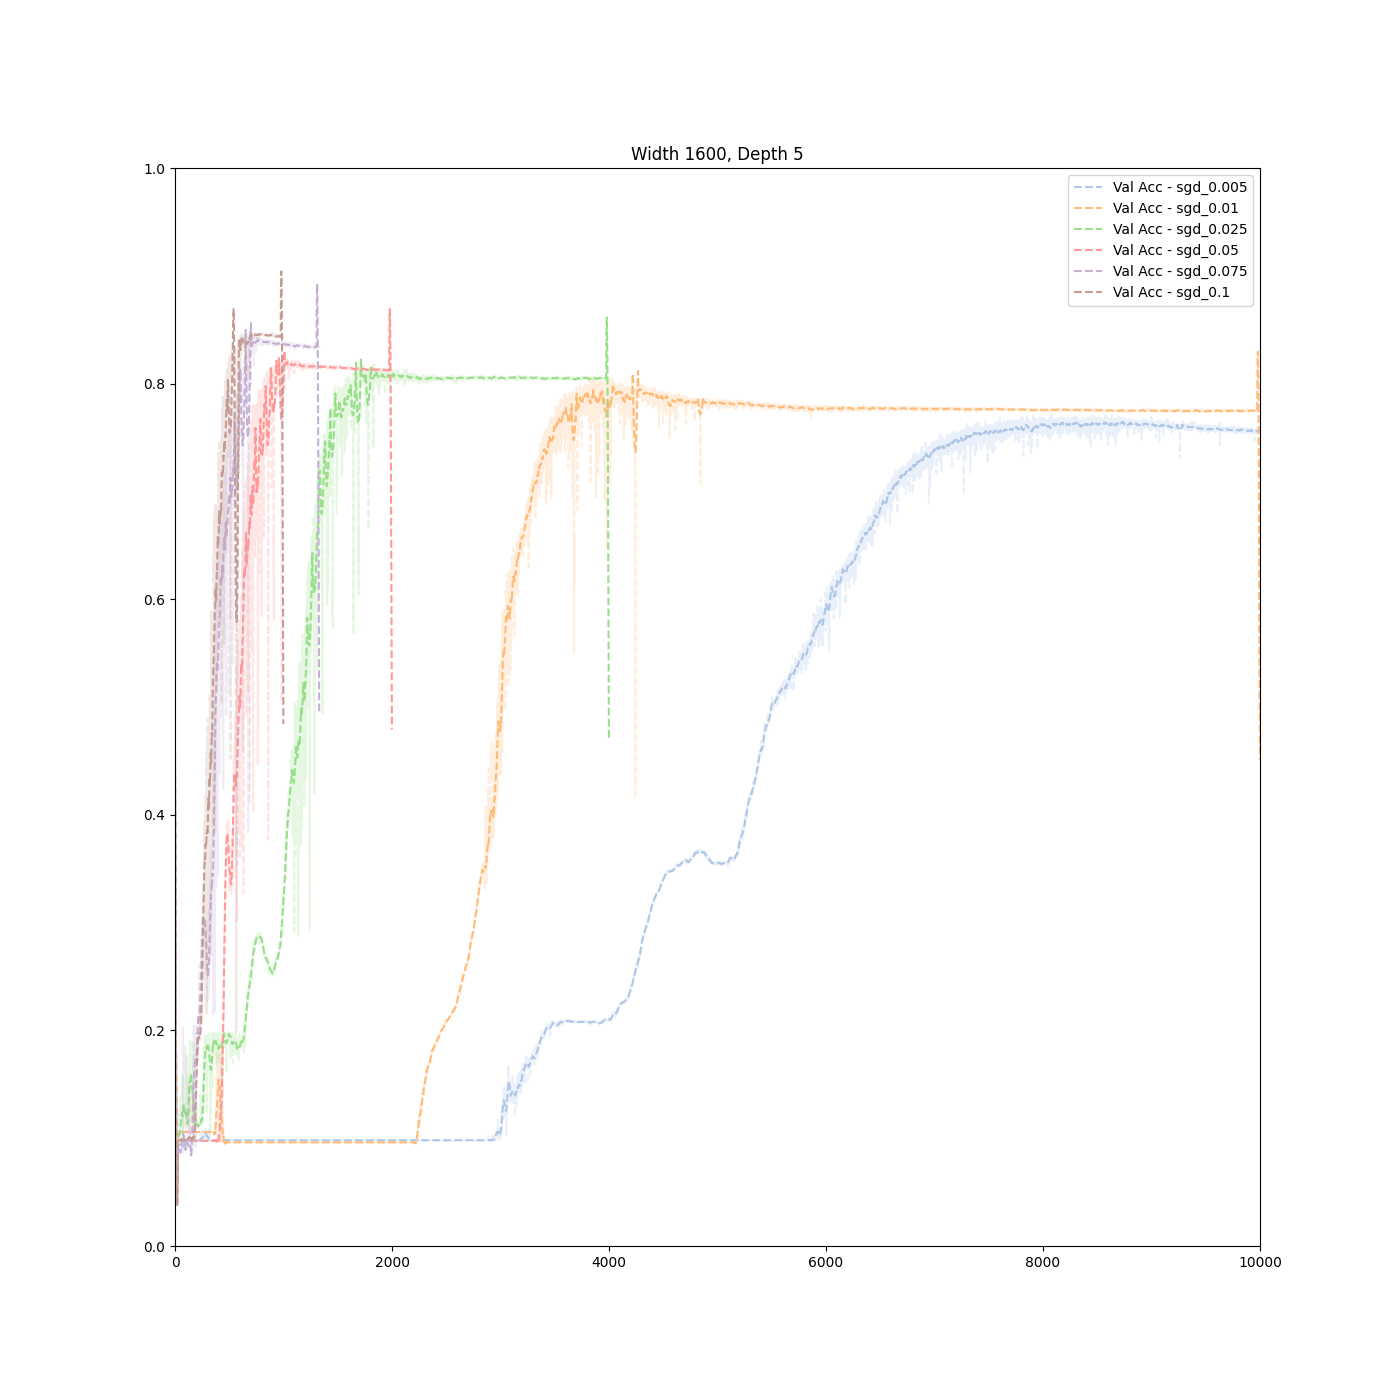 Width 1600, Depth 5
1.0
0.8
0.6
0.4
0.2
0.0
0
2000
4000
6000
8000
10000
Val Acc - sgd_0.005
Val Acc - sgd_0.01
Val Acc - sgd_0.025
Val Acc - sgd_0.05
Val Acc - sgd_0.075
Val Acc - sgd_0.1